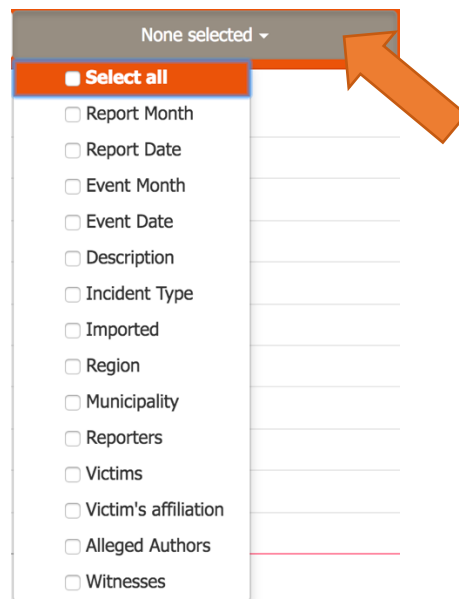 None selected
Select all
Report Month
Report Date
Event Month
Event Date
Description
Incident Type
Imported
Region
Municipality
Reporters
Victims
Victim's affiliation
Alleged Authors
Witnesses